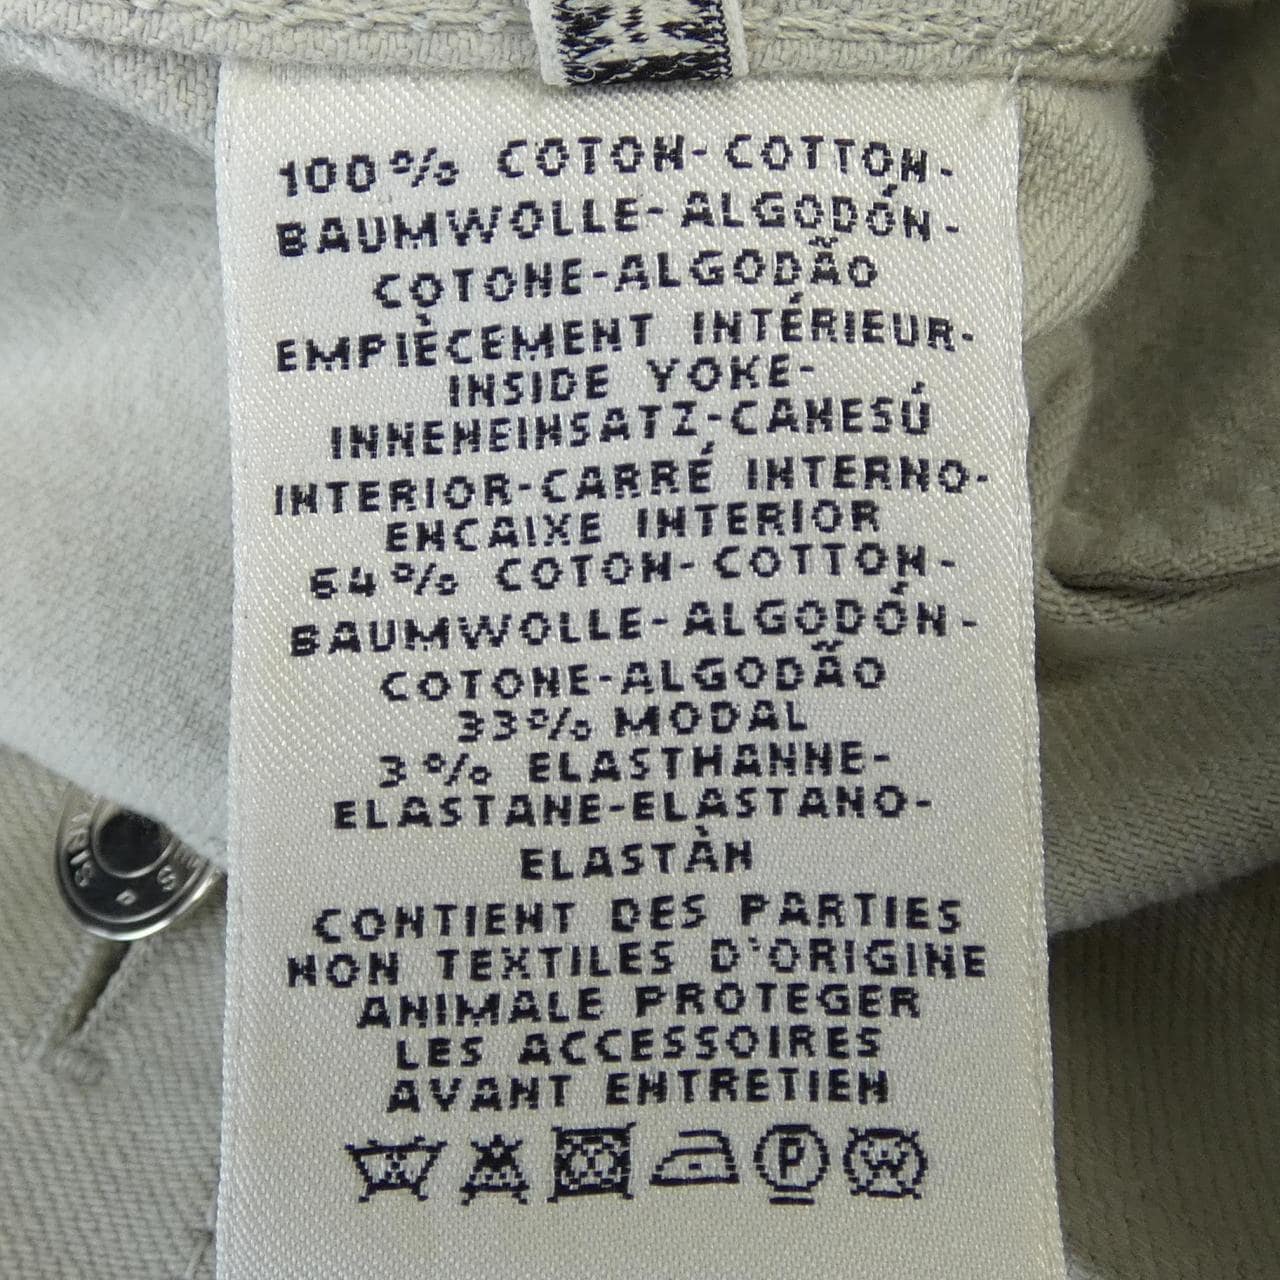 100% COTON-COTTON-
BAUMWOLLE-ALGODÓN-
COTONE-ALGODÃO
EMPIÈCEMENT INTÉRIEUR-
INSIDE YOKE-
INNENEINSATZ-CANESÚ
INTERIOR-CARRÉ INTERNO-
ENCAIXE INTERIOR
64% COTON-COTTON-
BAUMWOLLE-ALGODÓN-
COTONE-ALGODÃO
33% MODAL
3% ELASTHANNE-
ELASTANE-ELASTANO-
ELASTÀN
CONTIENT DES PARTIES
NON TEXTILES D'ORIGINE
ANIMALE PROTEGER
LES ACCESSOIRES
AVANT ENTRETIEN
P W